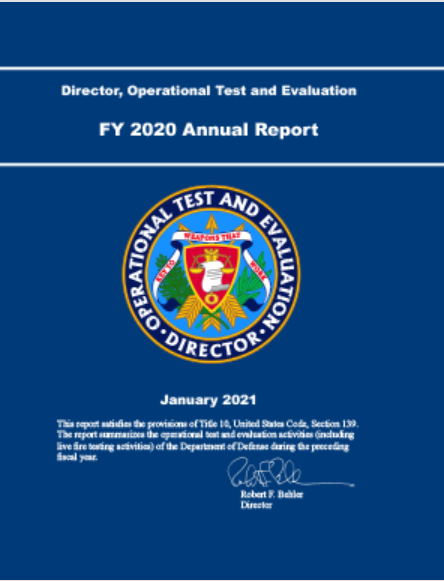 Director, Operational Test and Evaluation
FY 2020 Annual Report
OPERATIONAL TEST AND EVALUATION
WEAPONS THAT
KEY TO
WORK
• DIRECTOR •
January 2021
This report satisfies the provisions of Title 10, United States Code, Section 139.
The report summarizes the operational test and evaluation activities (including
live fire testing activities) of the Department of Defense during the preceding
fiscal year.
Robert F. Behler
Director